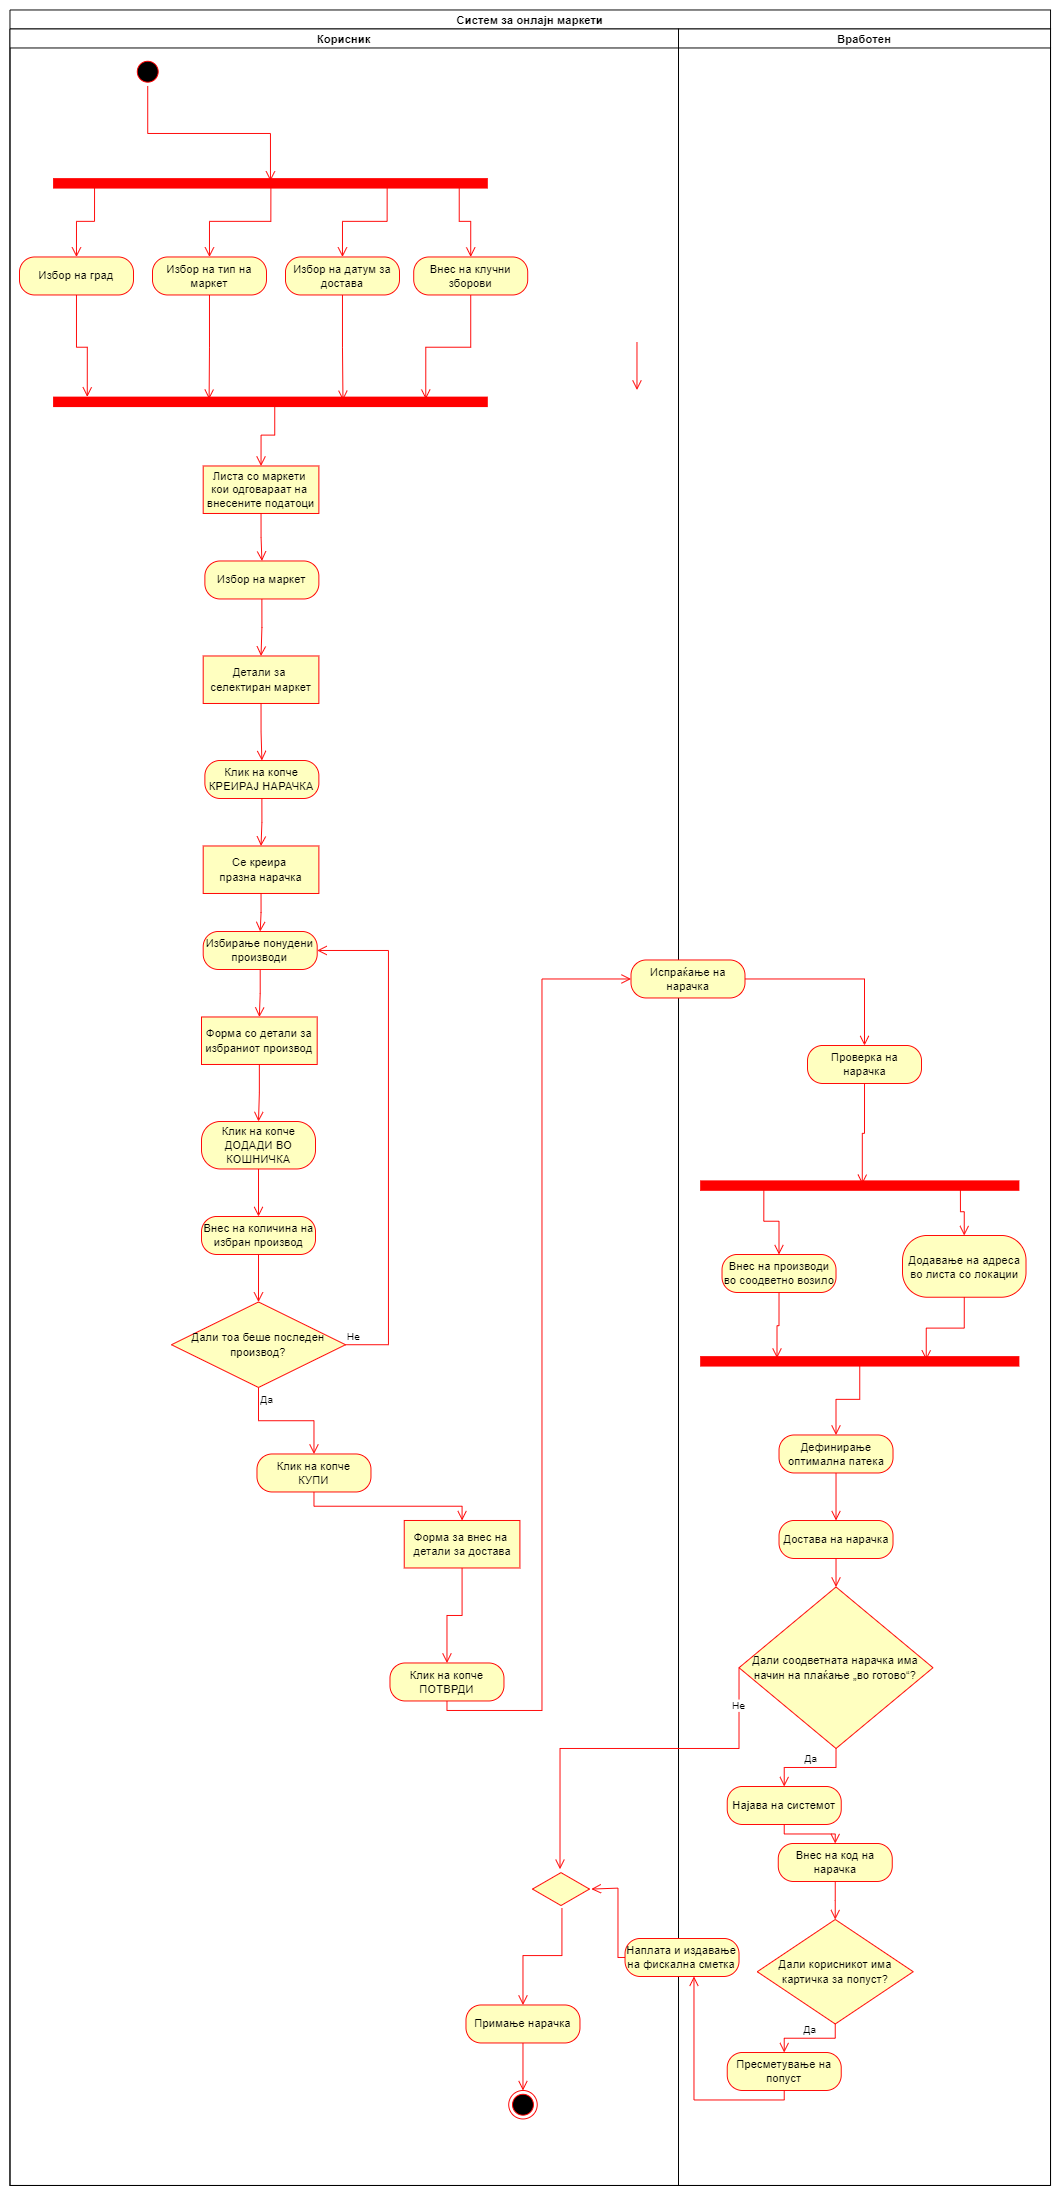 Систем за онлајн маркети
Корисник
Вработен
Избор на град
Избор на тип на
маркет
Избор на датум за
достава
Внес на клучни
зборови
Листа со маркети
кои одговараат на
внесените податоци
Избор на маркет
Детали за
селектиран маркет
Клик на копче
КРЕИРАЈ НАРАЧКА
Се креира
празна нарачка
Избирање понудени
производи
Форма со детали за
избраниот производ
Клик на копче
ДОДАДИ ВО
КОШНИЧКА
Внес на количина на
избран производ
Дали тоа беше последен
производ?
Не
Да
Клик на копче
КУПИ
Форма за внес на
детали за достава
Клик на копче
ПОТВРДИ
Испраќање на
нарачка
Проверка на
нарачка
Внес на производи
во соодветно возило
Додавање на адреса
во листа со локации
Дефинирање
оптимална патека
Достава на нарачка
Дали соодветната нарачка има
начин на плаќање „во готово“?
Не
Да
Најава на системот
Внес на код на
нарачка
Дали корисникот има
картичка за попуст?
Да
Пресметување на
попуст
Наплата и издавање
на фискална сметка
Примање нарачка